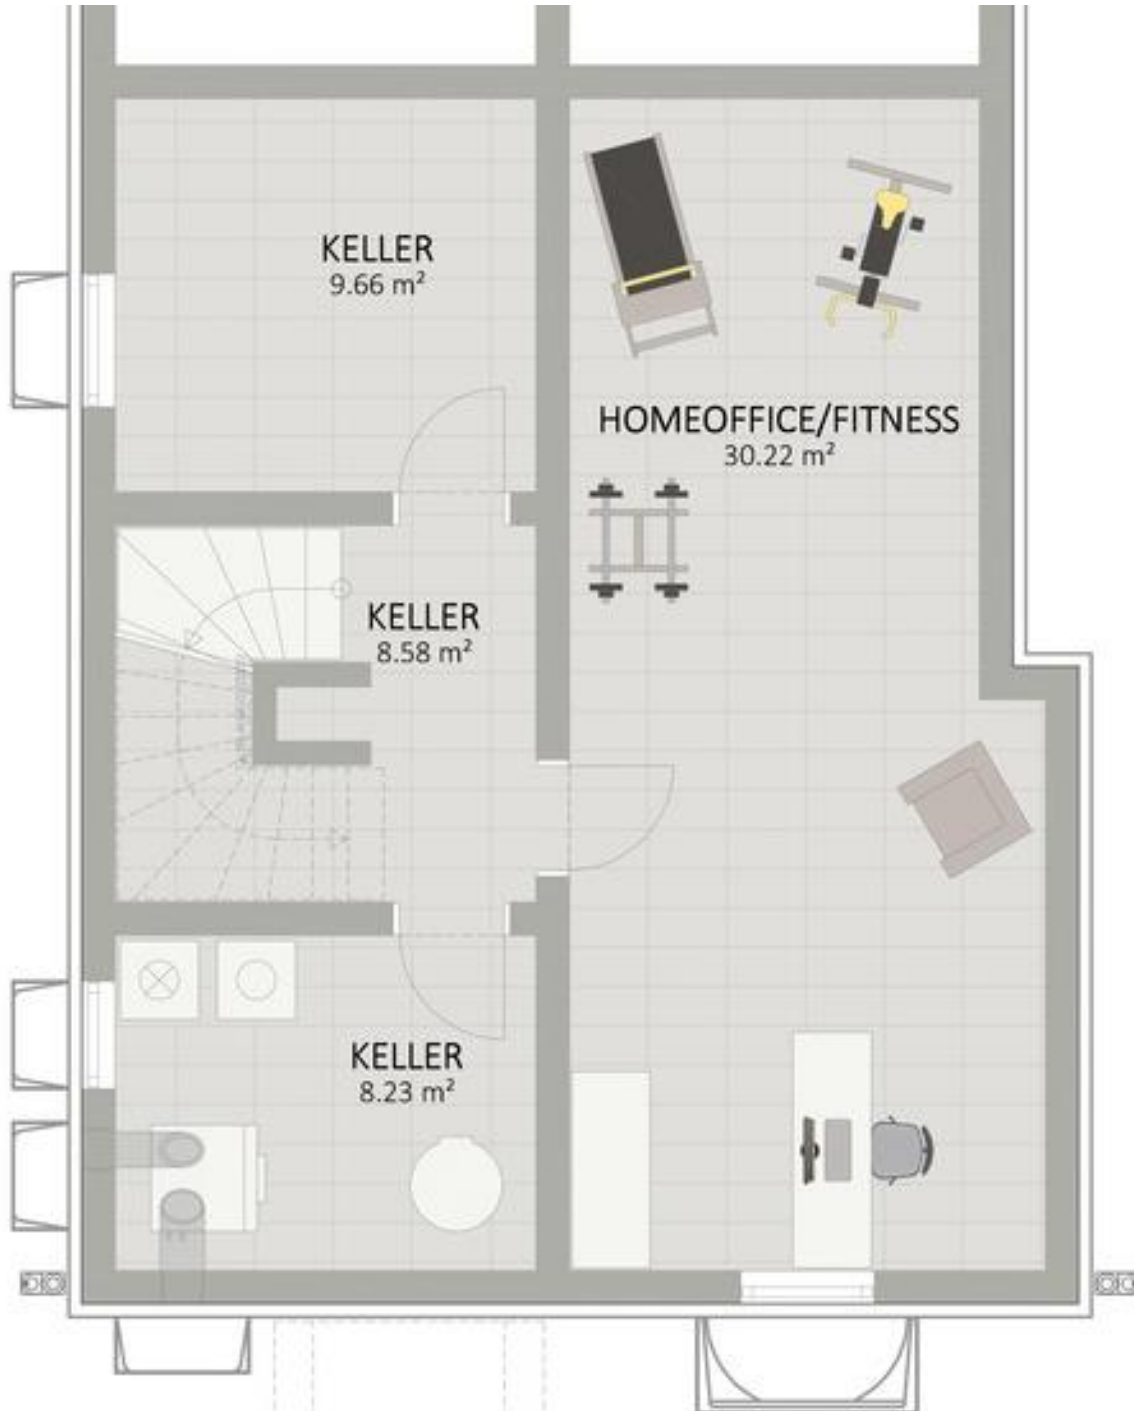 KELLER
9.66 m²
HOMEOFFICE/FITNESS
30.22 m²
KELLER
8.58 m²
KELLER
8.23 m²